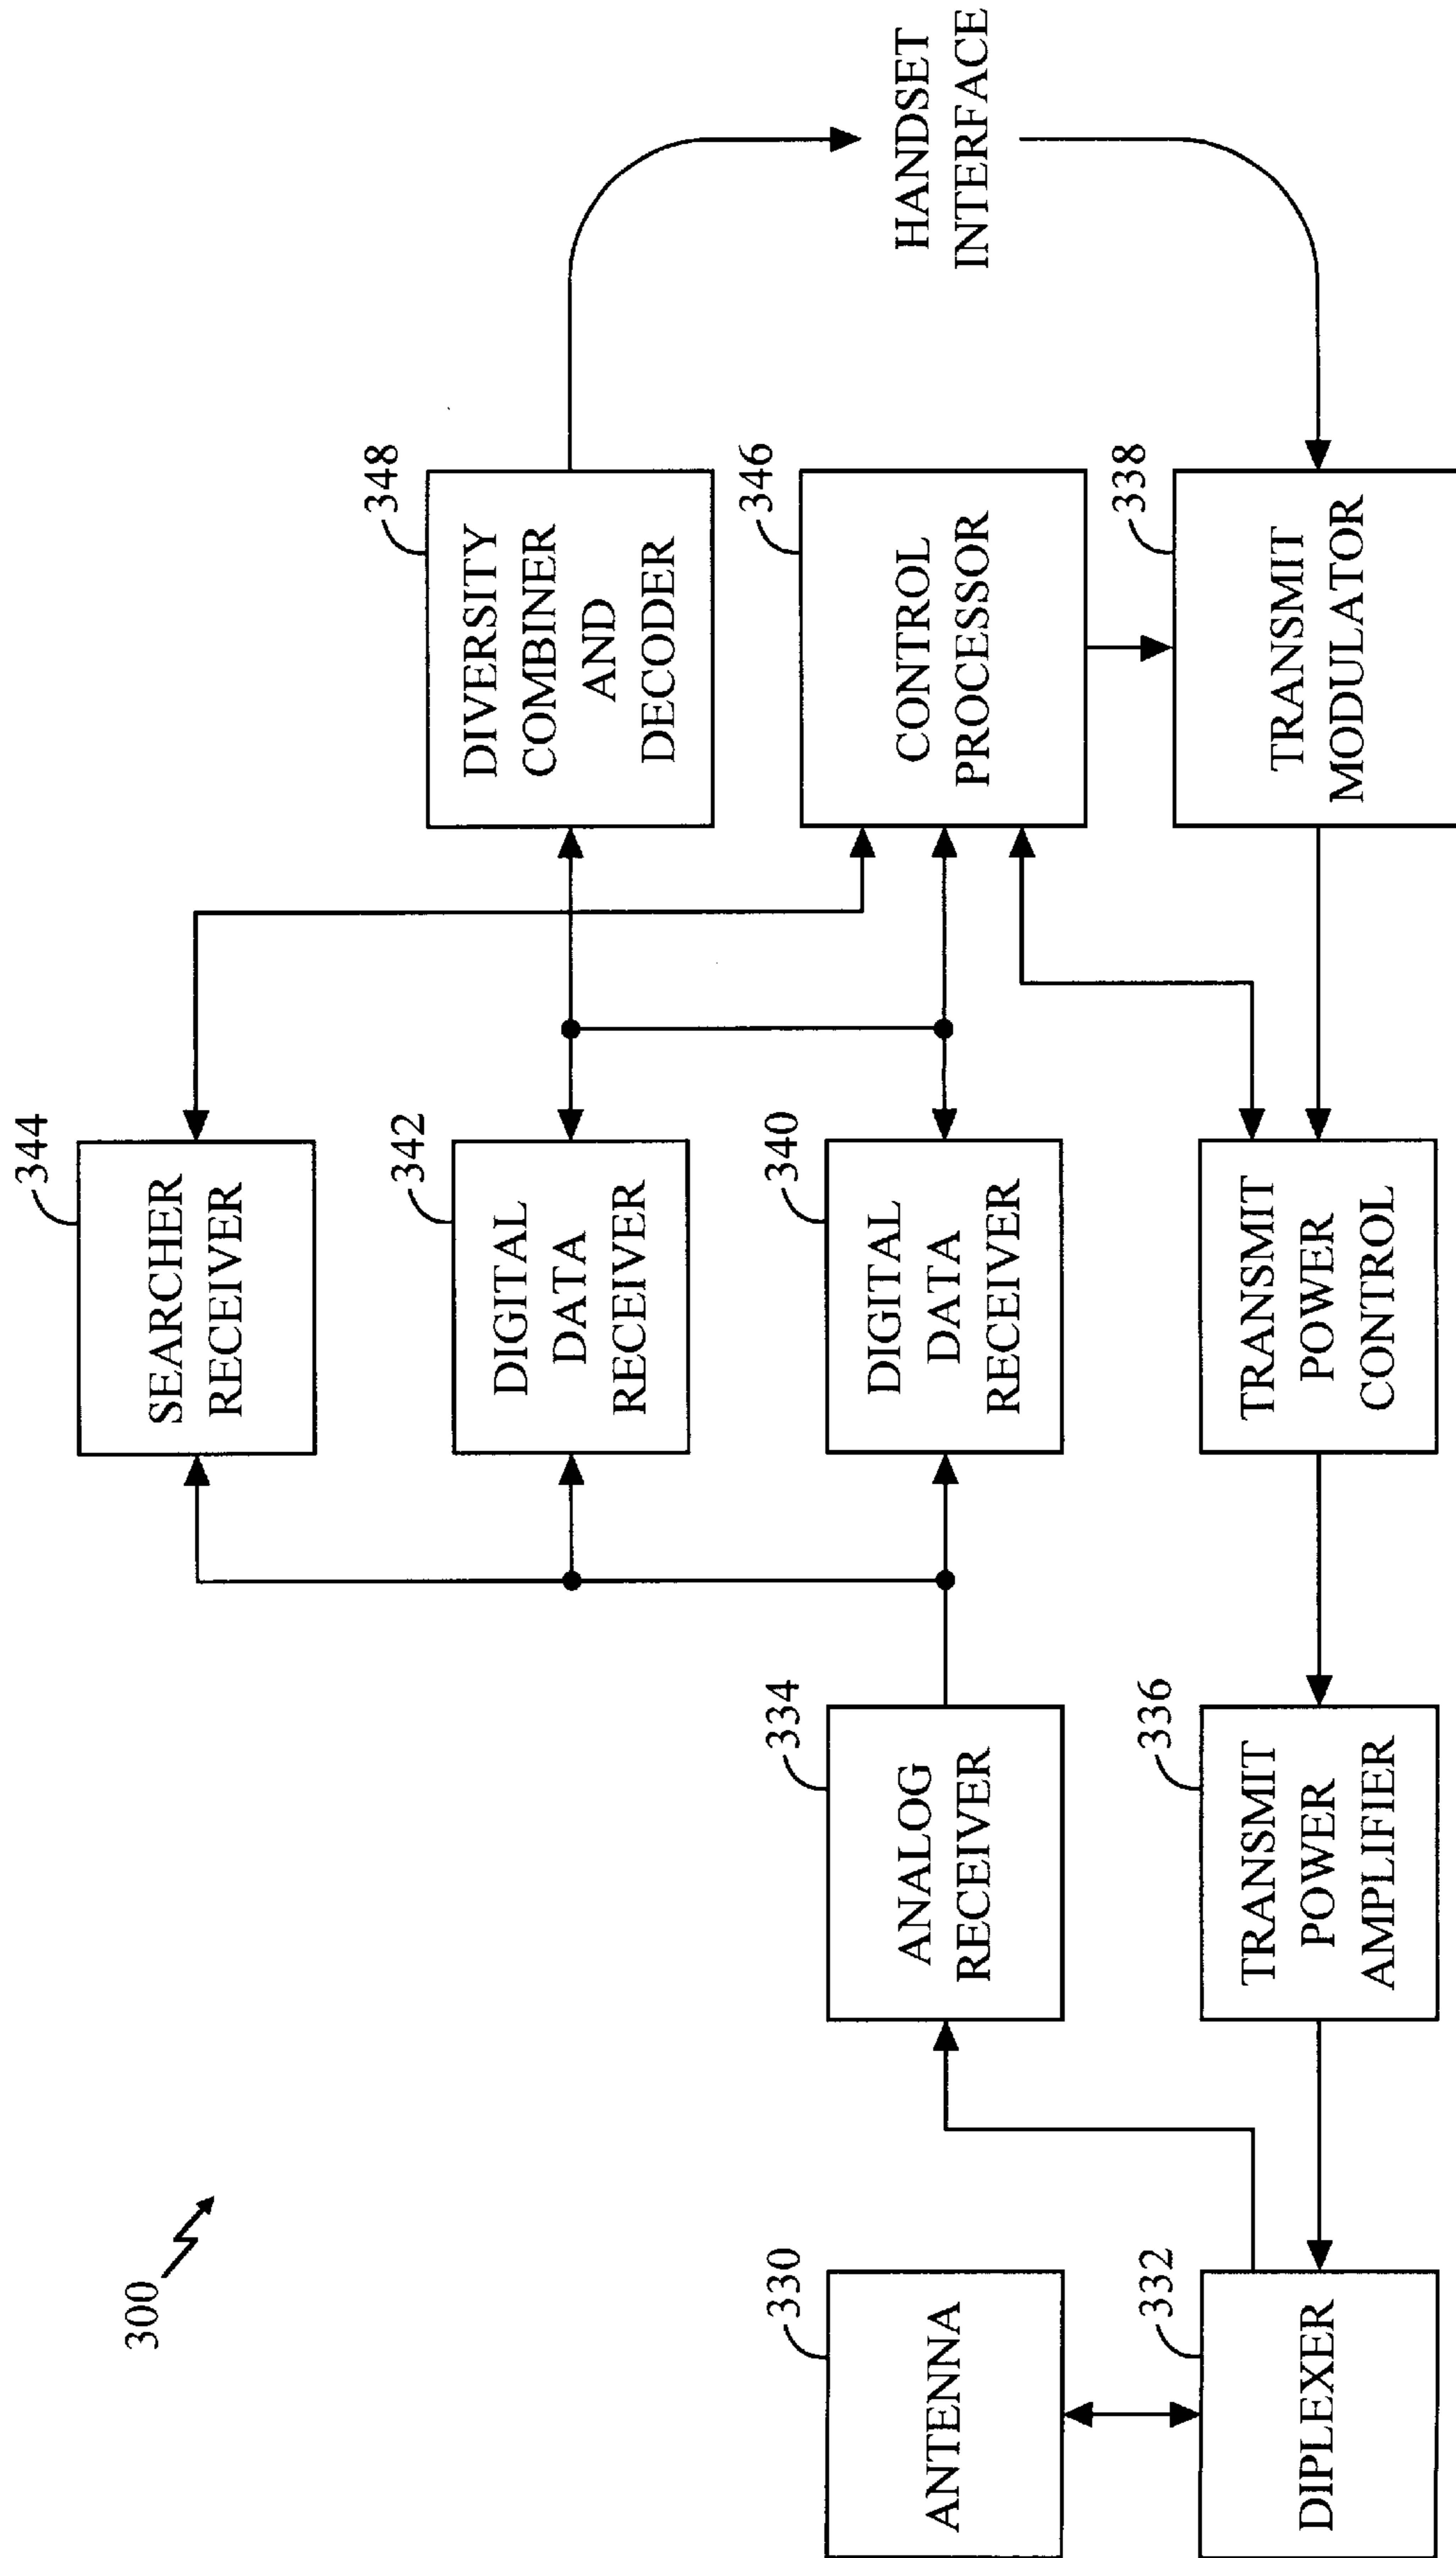 300
344
SEARCHER
RECEIVER
342
DIGITAL
DATA
RECEIVER
348
DIVERSITY
COMBINER
AND
DECODER
330
ANTENNA
334
ANALOG
RECEIVER
340
DIGITAL
DATA
RECEIVER
346
CONTROL
PROCESSOR
HANDSET
INTERFACE
332
DIPLEXER
336
TRANSMIT
POWER
AMPLIFIER
TRANSMIT
POWER
CONTROL
338
TRANSMIT
MODULATOR